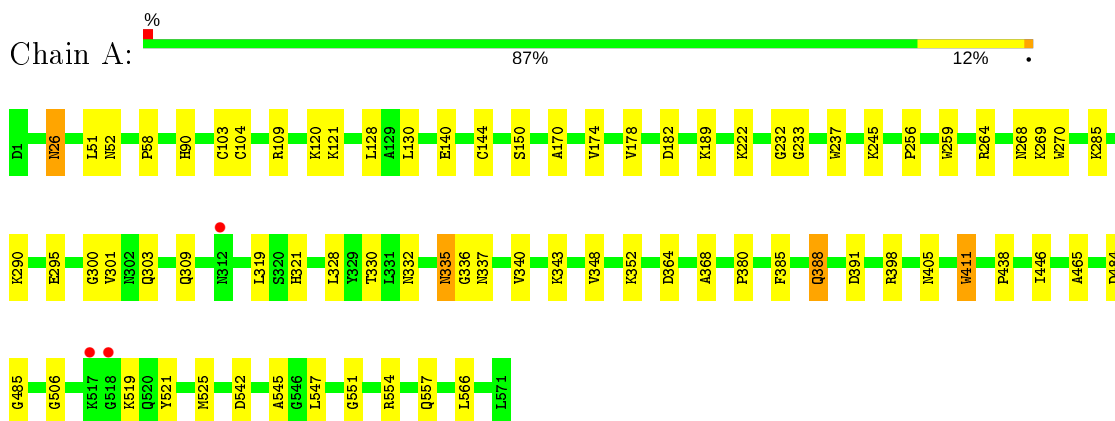 %
Chain A:
87% 12% •
D1 N26 L51 N52 P58 H90 C103 C104 R109 K120 K121 L128 A129 L130 E140 C144 S150 A170 V174 V178 D182 K189 K222 G232 G233 W237 K245 P256 W259 R264 N268 K269 W270 K285
K290 E295 G300 V301 N302 Q303 Q309 N312 L319 S320 H321 L328 Y329 T330 L331 N332 N335 G336 N337 V340 K343 V348 K352 D364 A368 P380 F385 Q388 D391 R398 N405 W411 P438 I446 A465
G485 G506 K517 G518 K519 Q520 Y521 M525 D542 A545 G546 L547 G551 R554 Q557 L566 L571